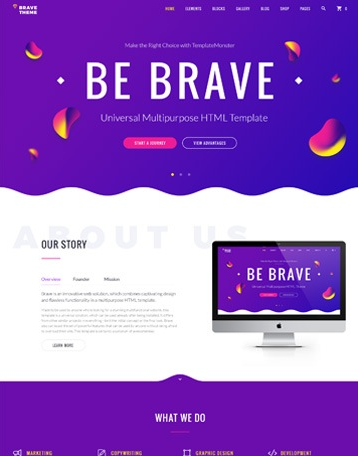 BRAVE
THEME
HOME ELEMENTS BLOCKS GALLERY BLOG SHOP PAGES
Make the Right Choice with TemplateMonster
BE BRAVE
Universal Multipurpose HTML Template
START A JOURNEY VIEW ADVANTAGES
ABOUT US
OUR STORY
Overview Founder Mission
Brave is an innovative web solution, which combines captivating design
and flawless functionality in a multipurpose HTML template.
LEARN MORE
BE BRAVE
Universal Multipurpose HTML Template
WHAT WE DO
MARKETING COPYWRITING GRAPHIC DESIGN DEVELOPMENT